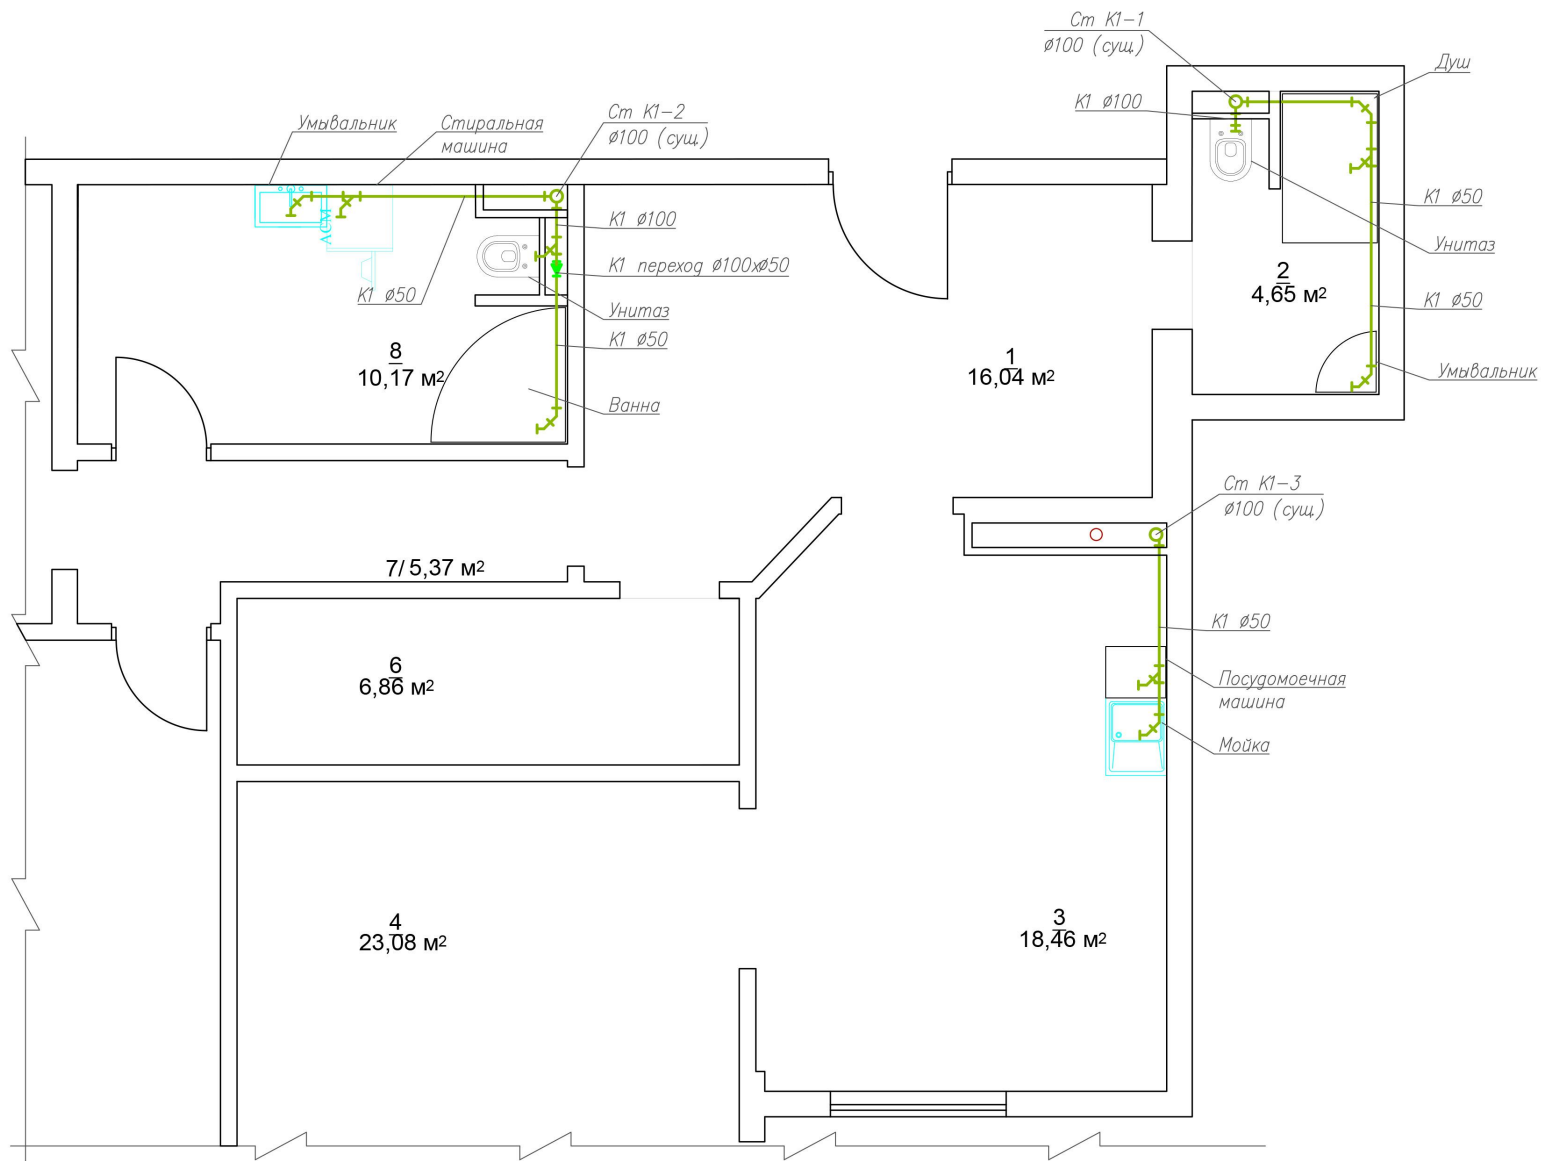 Ст К1-1
ø100 (сущ.)
Душ
К1 ø100
Умывальник
Стиральная
машина
Ст К1-2
ø100 (сущ.)
К1 ø50
К1 ø100
АСМ
Унитаз
К1 переход ø100хø50
2
4,65 м²
К1 ø50
К1 ø50
Унитаз
К1 ø50
8
10,17 м²
1
16,04 м²
Умывальник
Ванна
Ст К1-3
ø100 (сущ.)
7/ 5,37 м²
К1 ø50
6
6,86 м²
Посудомоечная
машина
Мойка
4
23,08 м²
3
18,46 м²